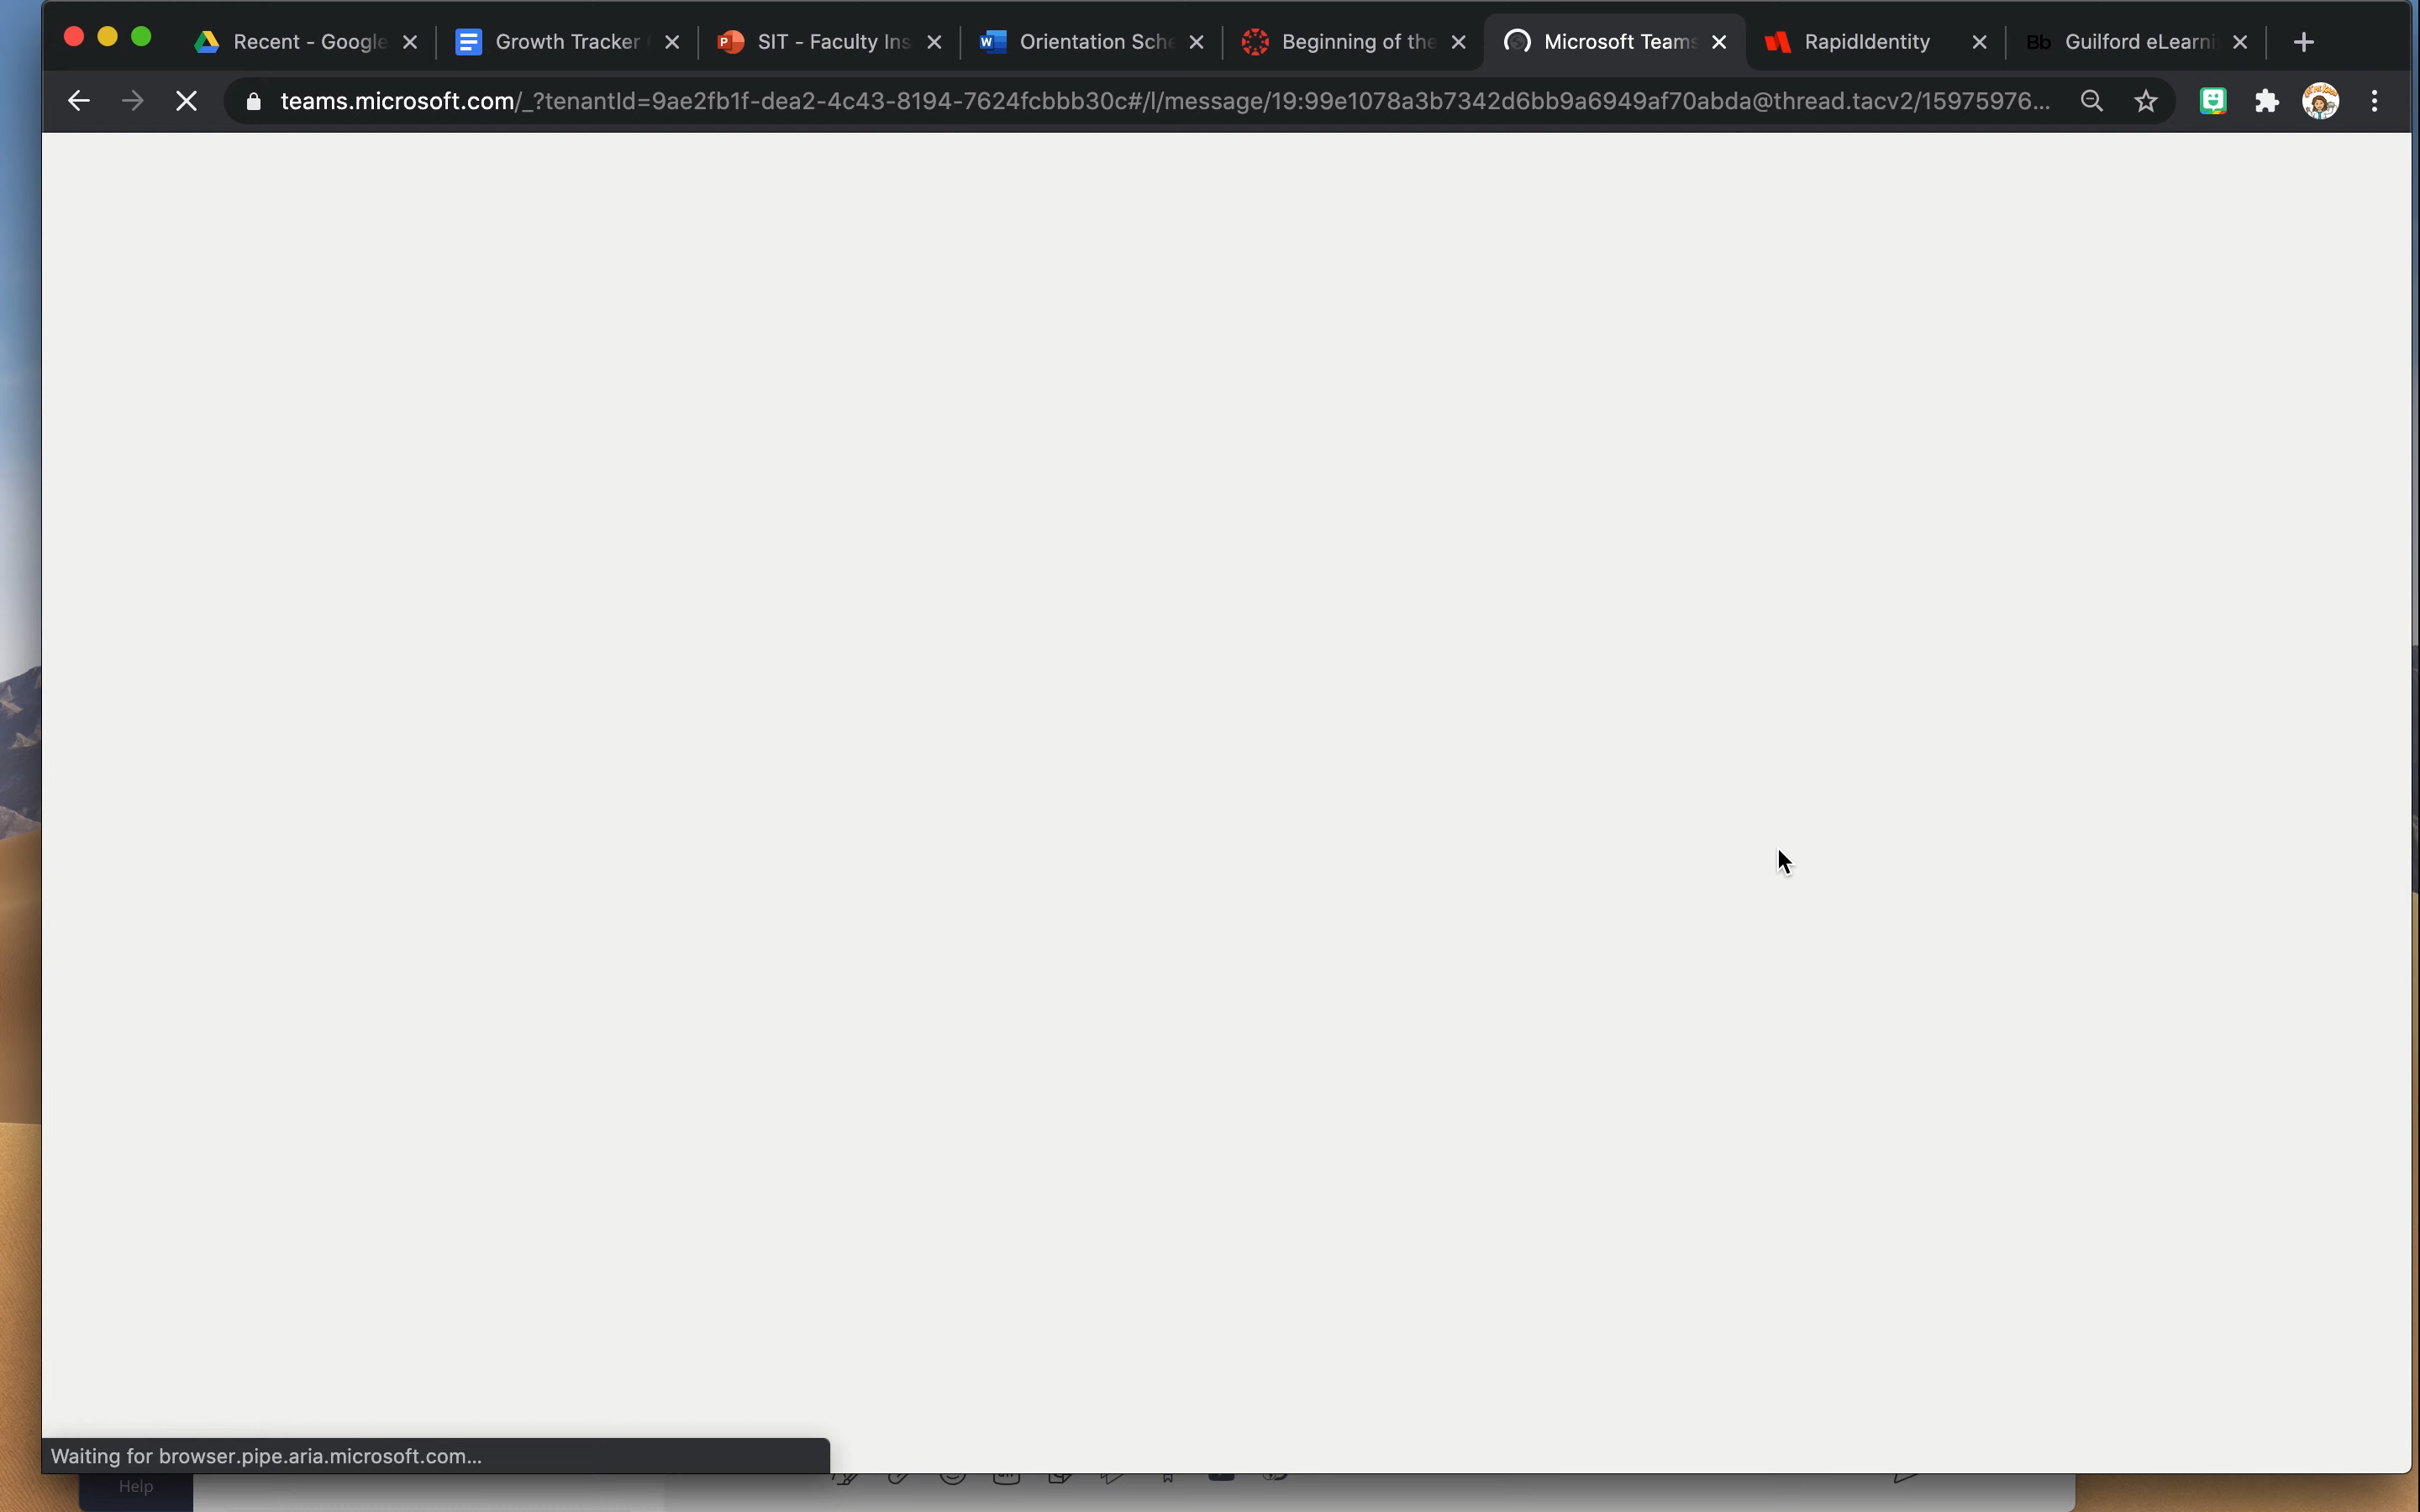 Recent - Google
Growth Tracker
SIT - Faculty Ins
Orientation Sche
Beginning of the
Microsoft Teams
RapidIdentity
Bb Guilford eLearni
teams.microsoft.com/_?tenantId=9ae2fb1f-dea2-4c43-8194-7624fcbbb30c#/l/message/19:99e1078a3b7342d6bb9a6949af70abda@thread.tacv2/15975976...
Waiting for browser.pipe.aria.microsoft.com...
Help